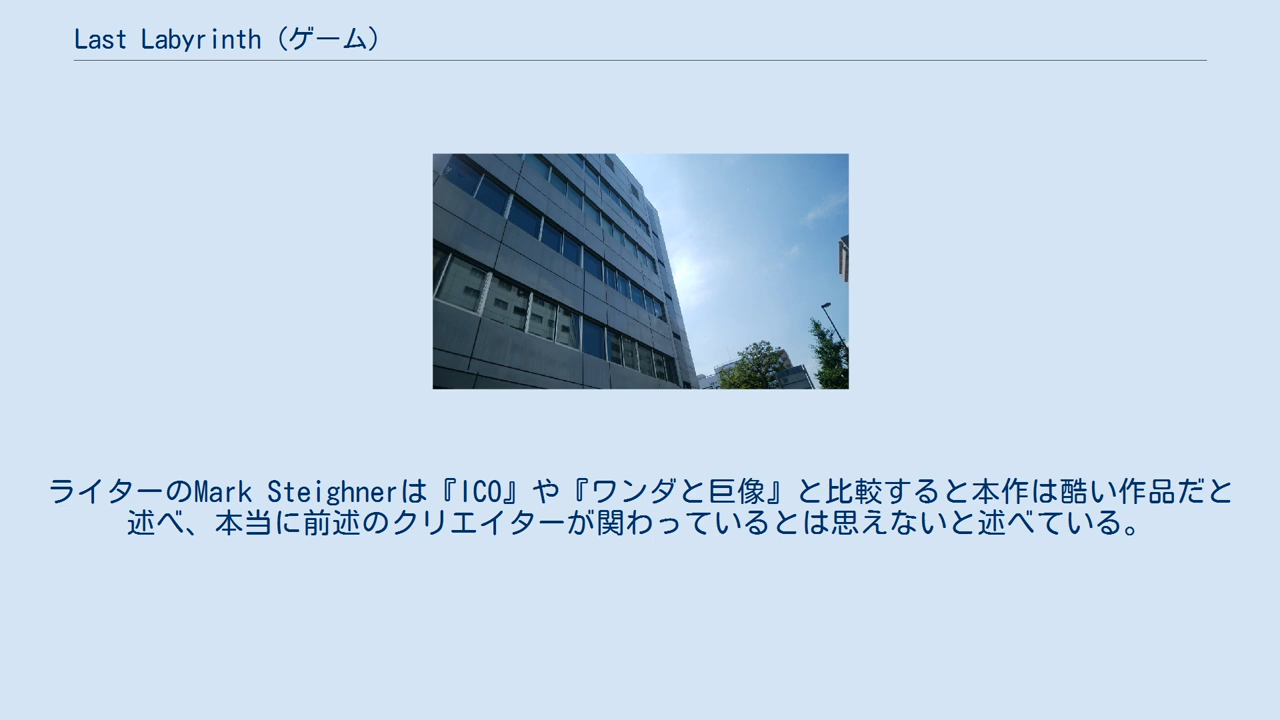 Last Labyrinth (ゲーム)
ライターのMark Steighnerは『ICO』や『ワンダと巨像』と比較すると本作は酷い作品だと
述べ、本当に前述のクリエイターが関わっているとは思えないと述べている。